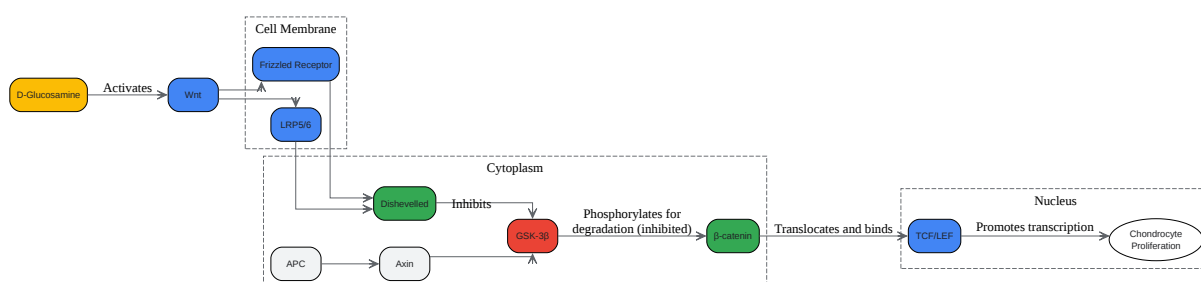 Cell Membrane
Frizzled Receptor
D-Glucosamine
Activates
Wnt
LRP5/6
Cytoplasm
Dishevelled
Inhibits
GSK-3β
Phosphorylates for
degradation (inhibited)
β-catenin
APC
Axin
Translocates and binds
Nucleus
TCF/LEF
Promotes transcription
Chondrocyte
Proliferation